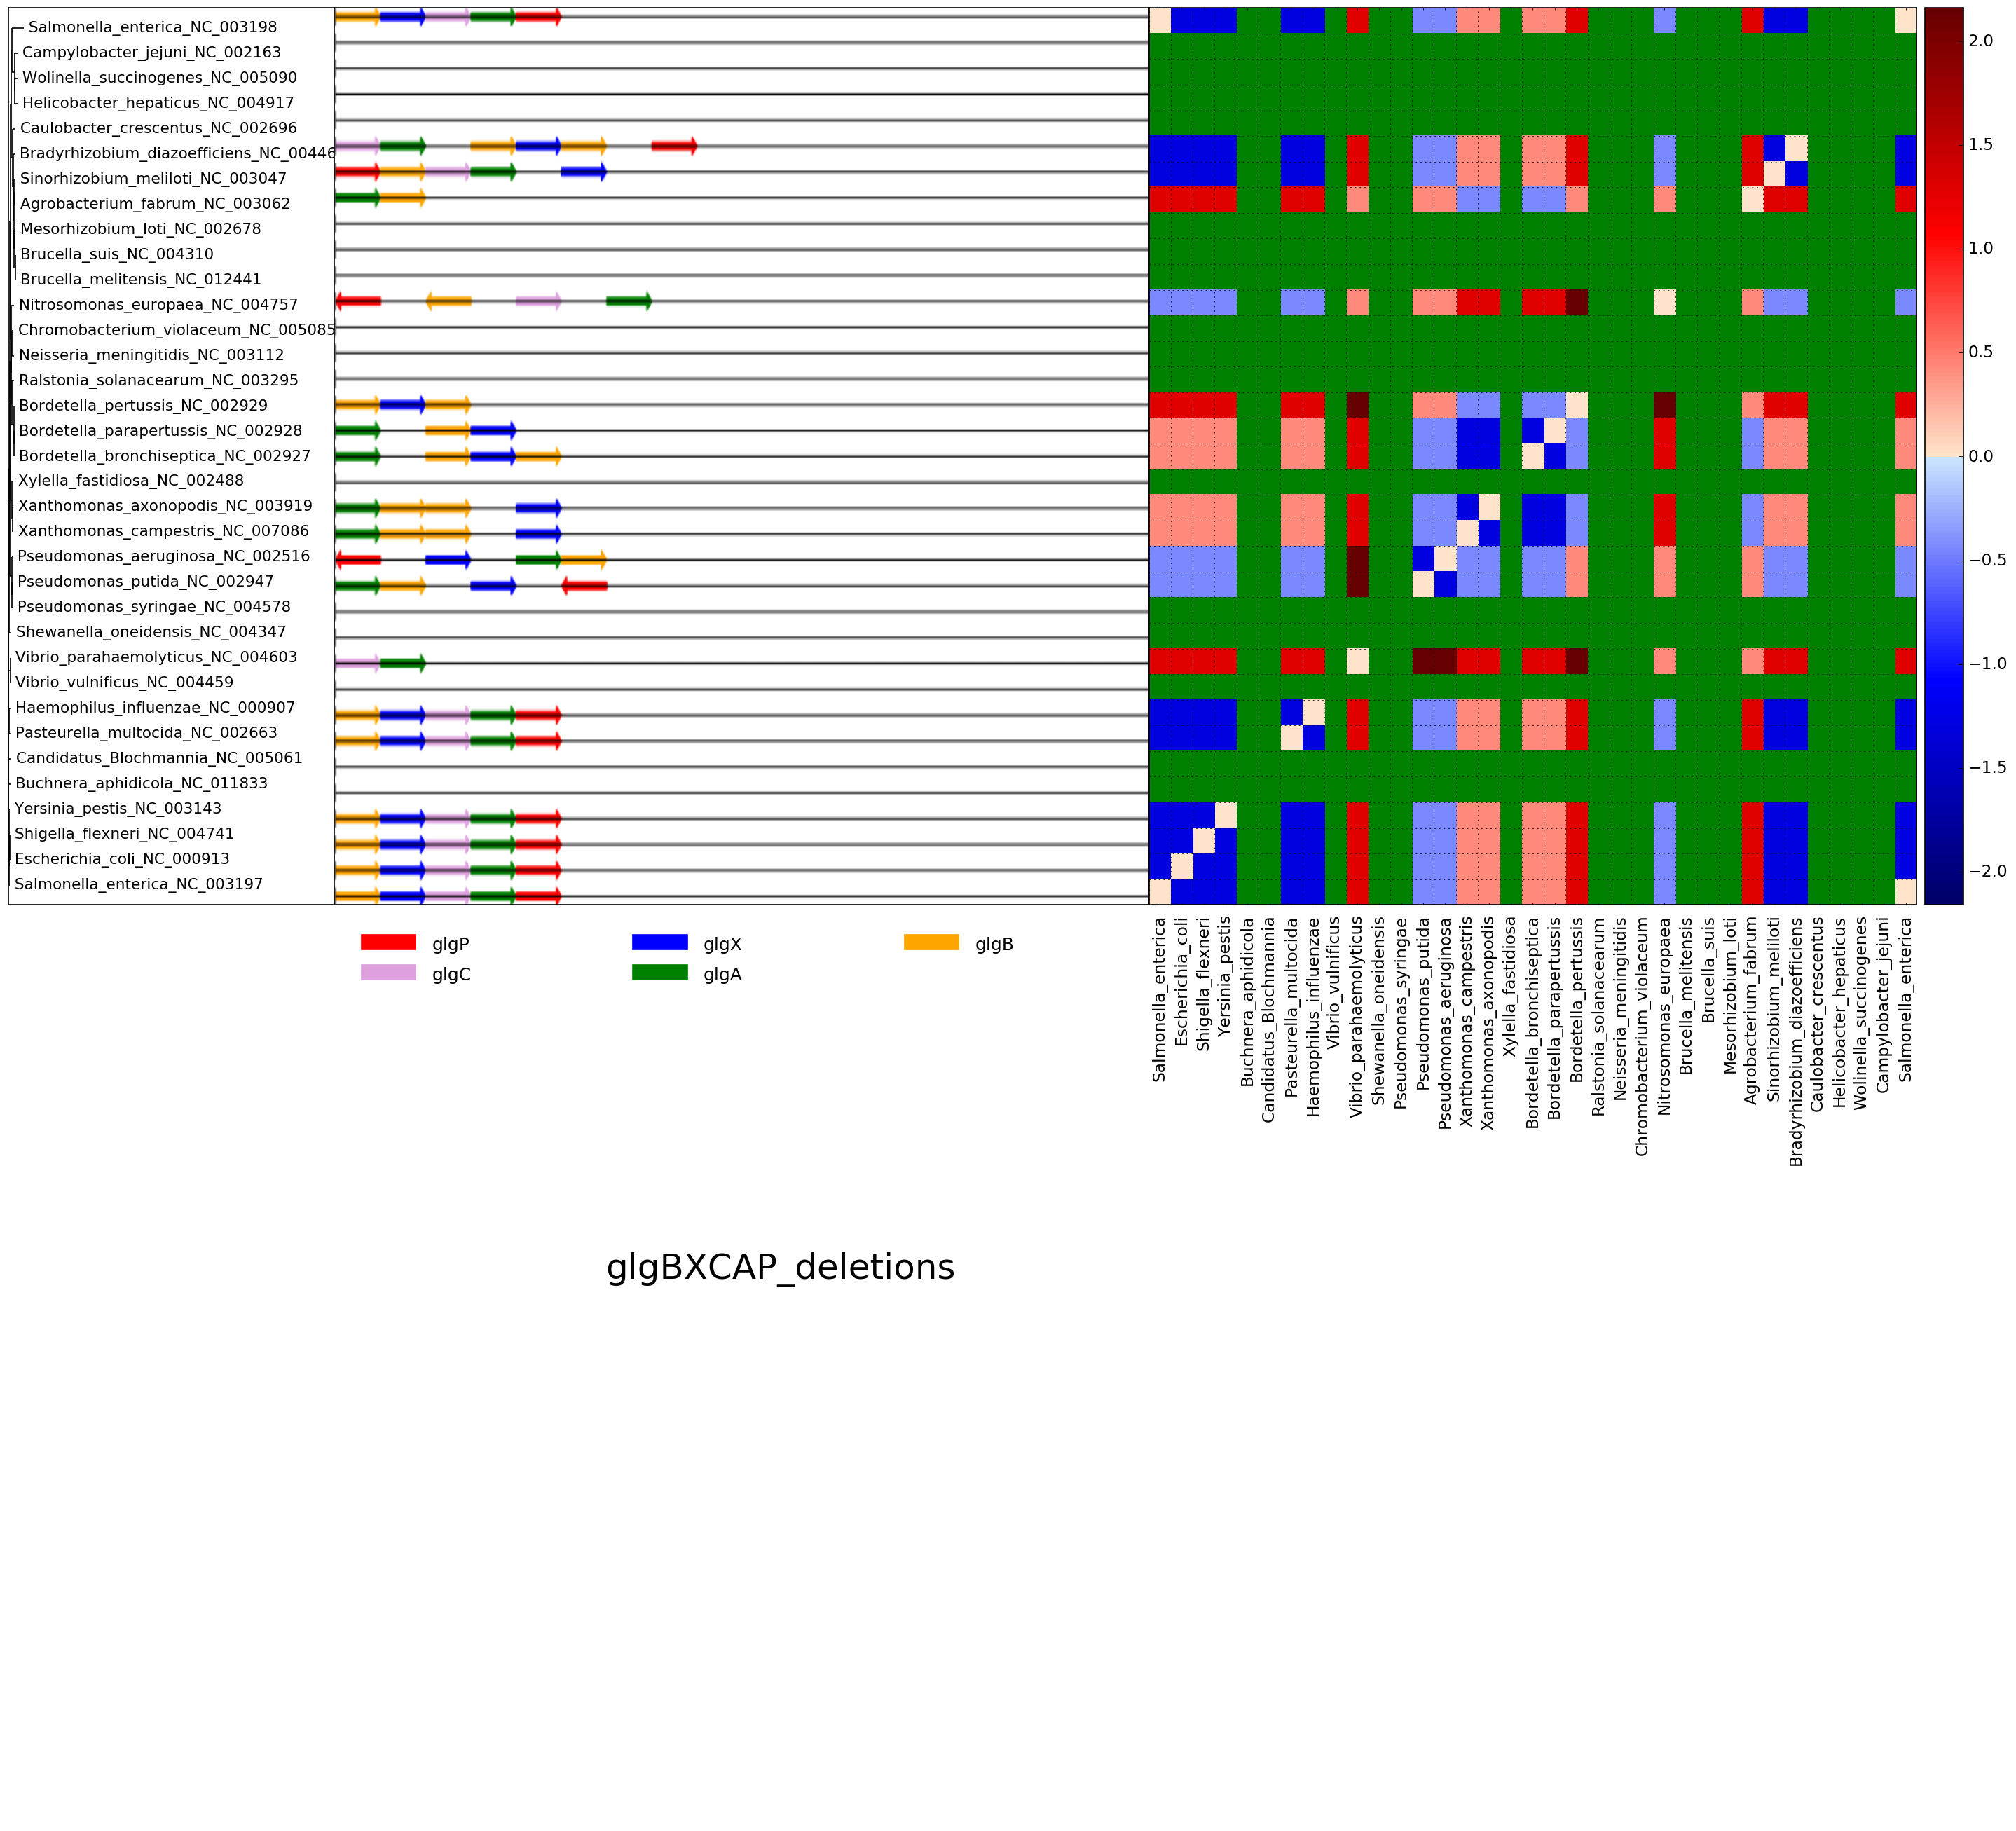 Salmonella_enterica_NC_003198
Campylobacter_jejuni_NC_002163
Wolinella_succinogenes_NC_005090
Helicobacter_hepaticus_NC_004917
Caulobacter_crescentus_NC_002696
Bradyrhizobium_diazoefficiens_NC_00446
Sinorhizobium_meliloti_NC_003047
Agrobacterium_fabrum_NC_003062
Mesorhizobium_loti_NC_002678
Brucella_suis_NC_004310
Brucella_melitensis_NC_012441
Nitrosomonas_europaea_NC_004757
Chromobacterium_violaceum_NC_005085
Neisseria_meningitidis_NC_003112
Ralstonia_solanacearum_NC_003295
Bordetella_pertussis_NC_002929
Bordetella_parapertussis_NC_002928
Bordetella_bronchiseptica_NC_002927
Xylella_fastidiosa_NC_002488
Xanthomonas_axonopodis_NC_003919
Xanthomonas_campestris_NC_007086
Pseudomonas_aeruginosa_NC_002516
Pseudomonas_putida_NC_002947
Pseudomonas_syringae_NC_004578
Shewanella_oneidensis_NC_004347
Vibrio_parahaemolyticus_NC_004603
Vibrio_vulnificus_NC_004459
Haemophilus_influenzae_NC_000907
Pasteurella_multocida_NC_002663
Candidatus_Blochmannia_NC_005061
Buchnera_aphidicola_NC_011833
Yersinia_pestis_NC_003143
Shigella_flexneri_NC_004741
Escherichia_coli_NC_000913
Salmonella_enterica_NC_003197
2.0
1.5
1.0
0.5
0.0
−0.5
−1.0
−1.5
−2.0
glgP
glgX
glgB
glgC
glgA
Salmonella_enterica
Escherichia_coli
Shigella_flexneri
Yersinia_pestis
Buchnera_aphidicola
Candidatus_Blochmannia
Pasteurella_multocida
Haemophilus_influenzae
Vibrio_vulnificus
Vibrio_parahaemolyticus
Shewanella_oneidensis
Pseudomonas_syringae
Pseudomonas_putida
Pseudomonas_aeruginosa
Xanthomonas_campestris
Xanthomonas_axonopodis
Xylella_fastidiosa
Bordetella_bronchiseptica
Bordetella_parapertussis
Bordetella_pertussis
Ralstonia_solanacearum
Neisseria_meningitidis
Chromobacterium_violaceum
Nitrosomonas_europaea
Brucella_melitensis
Brucella_suis
Mesorhizobium_loti
Agrobacterium_fabrum
Sinorhizobium_meliloti
Bradyrhizobium_diazoefficiens
Caulobacter_crescentus
Helicobacter_hepaticus
Wolinella_succinogenes
Campylobacter_jejuni
Salmonella_enterica
glgBXCAP_deletions